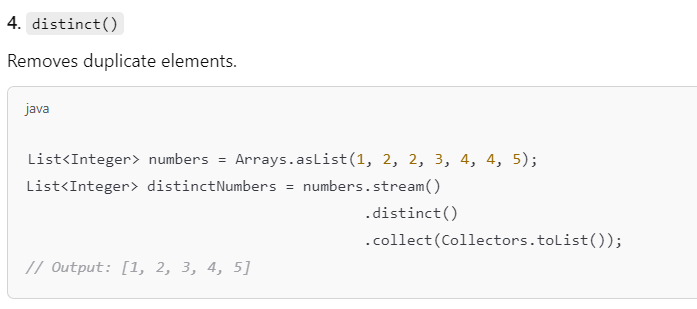 4. distinct()
Removes duplicate elements.
java
List<Integer> numbers = Arrays.asList(1, 2, 2, 3, 4, 4, 5);
List<Integer> distinctNumbers = numbers.stream()
.distinct()
.collect(Collectors.toList());
// Output: [1, 2, 3, 4, 5]